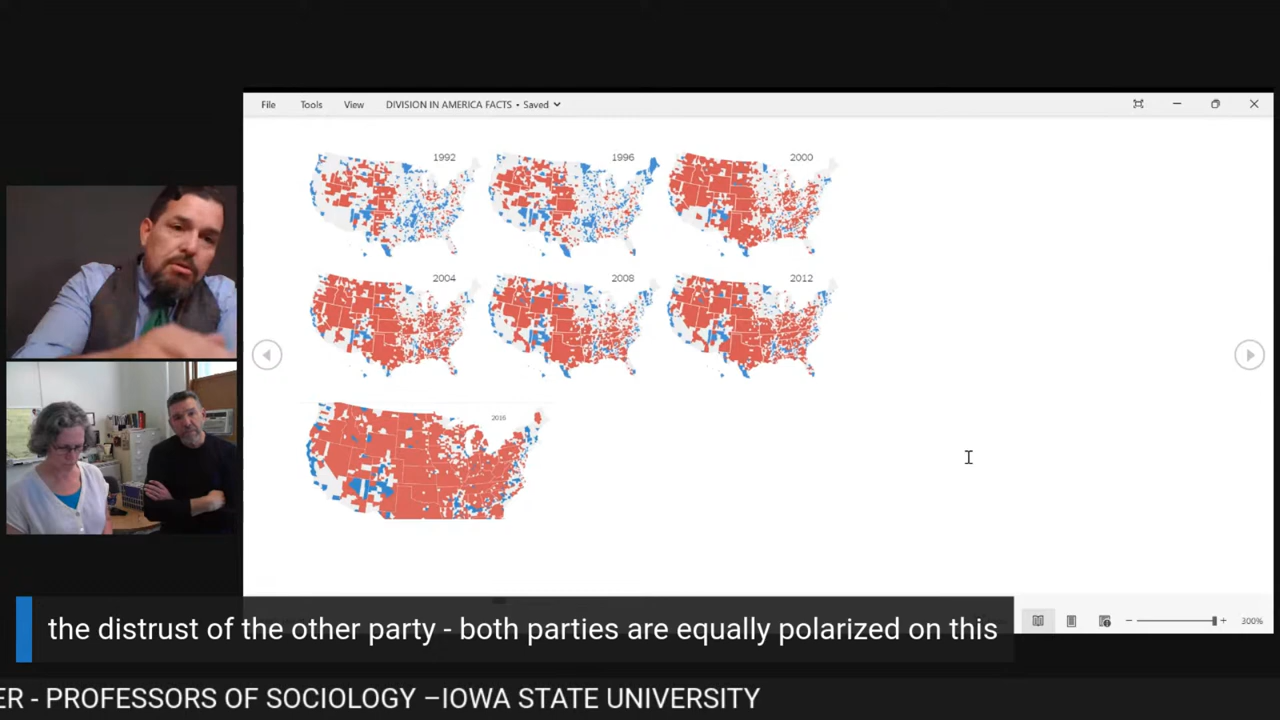 File Tools View DIVISION IN AMERICA FACTS • Saved
1992 1996 2000
2004 2008 2012
2016
300%
the distrust of the other party - both parties are equally polarized on this
ER - PROFESSORS OF SOCIOLOGY –IOWA STATE UNIVERSITY